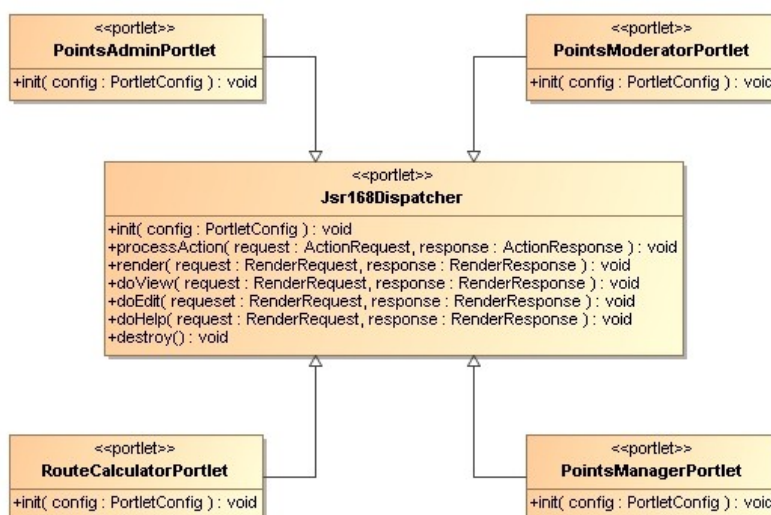 <<portlet>>
PointsAdminPortlet
+init( config : PortletConfig ) : void
<<portlet>>
PointsModeratorPortlet
+init( config : PortletConfig ) : void
<<portlet>>
Jsr168Dispatcher
+init( config : PortletConfig ) : void
+processAction( request : ActionRequest, response : ActionResponse ) : void
+render( request : RenderRequest, response : RenderResponse ) : void
+doView( request : RenderRequest, response : RenderResponse ) : void
+doEdit( requeset : RenderRequest, response : RenderResponse ) : void
+doHelp( request : RenderRequest, response : RenderResponse ) : void
+destroy() : void
<<portlet>>
RouteCalculatorPortlet
+init( config : PortletConfig ) : void
<<portlet>>
PointsManagerPortlet
+init( config : PortletConfig ) : void